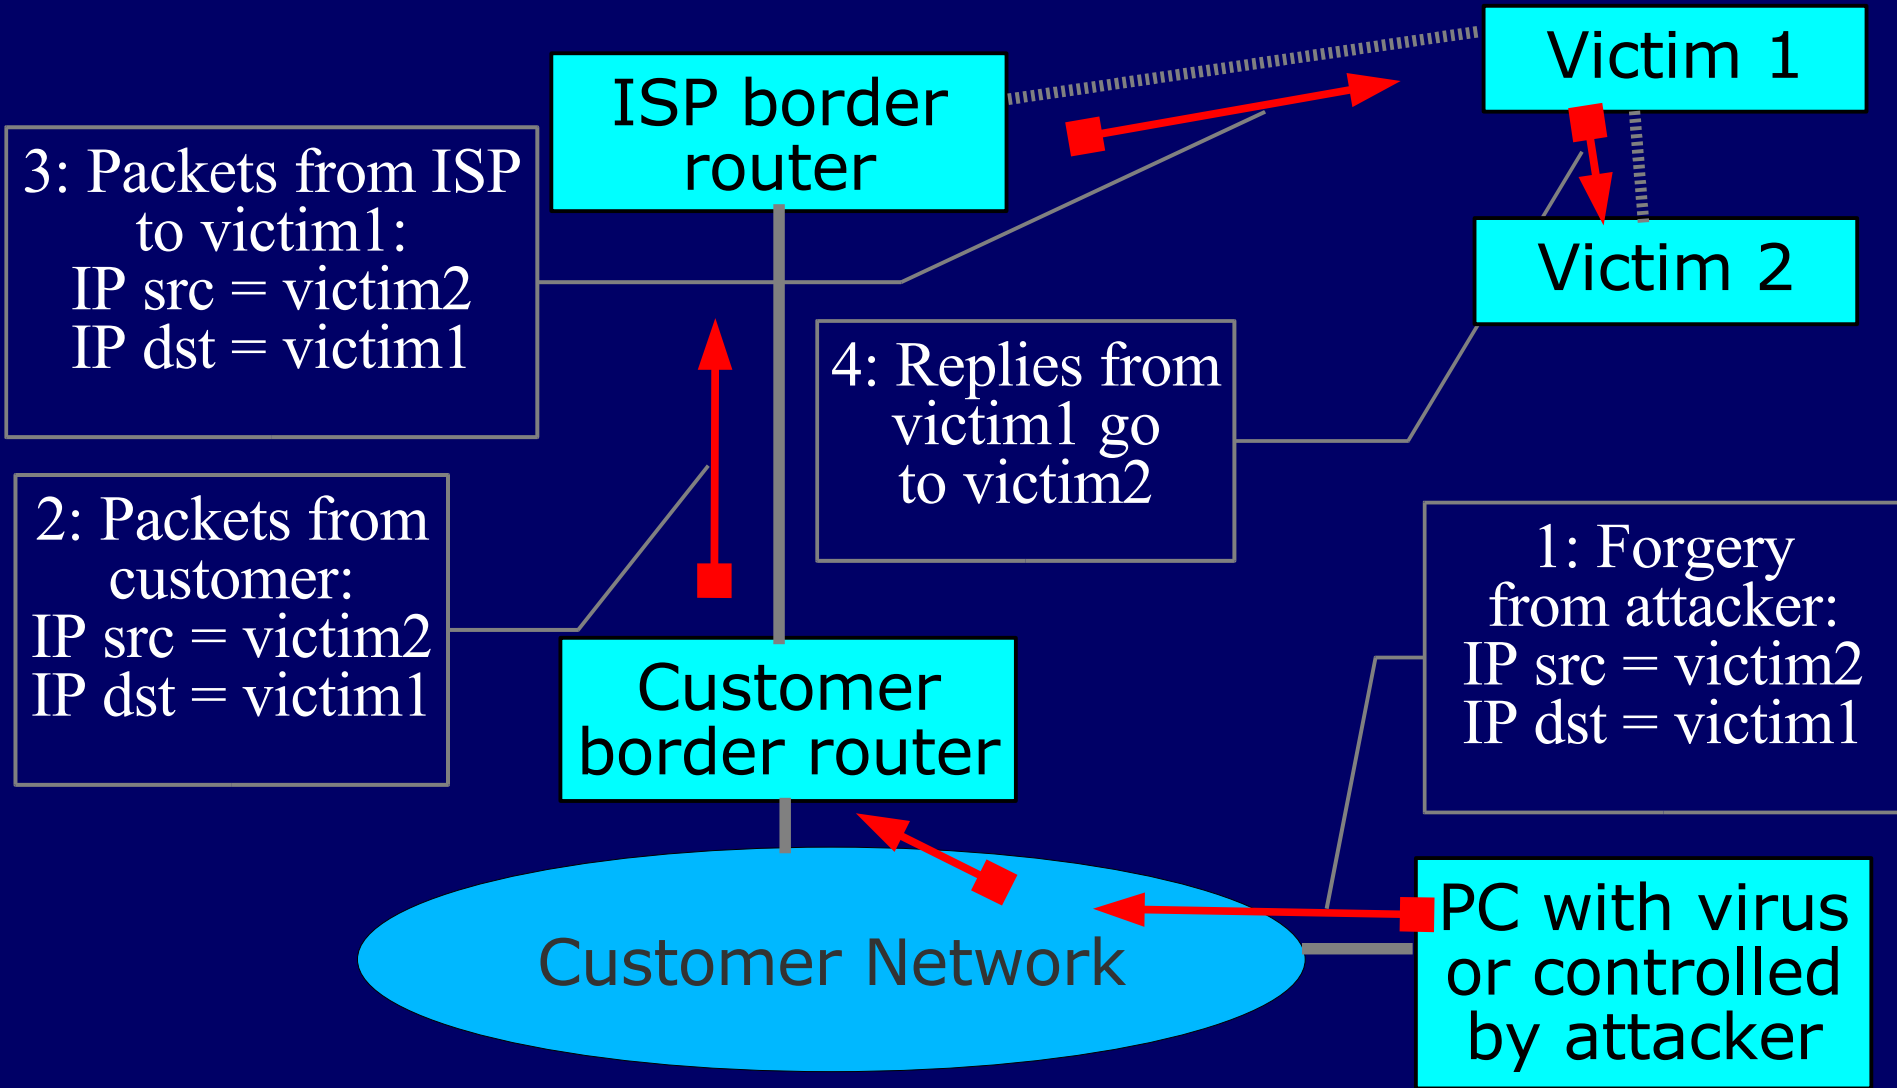 Victim 1
ISP border
router
3: Packets from ISP
to victim1:
IP src = victim2
IP dst = victim1
Victim 2
4: Replies from
victim1 go
to victim2
2: Packets from
customer:
IP src = victim2
IP dst = victim1
1: Forgery
from attacker:
IP src = victim2
IP dst = victim1
Customer
border router
PC with virus
or controlled
by attacker
Customer Network